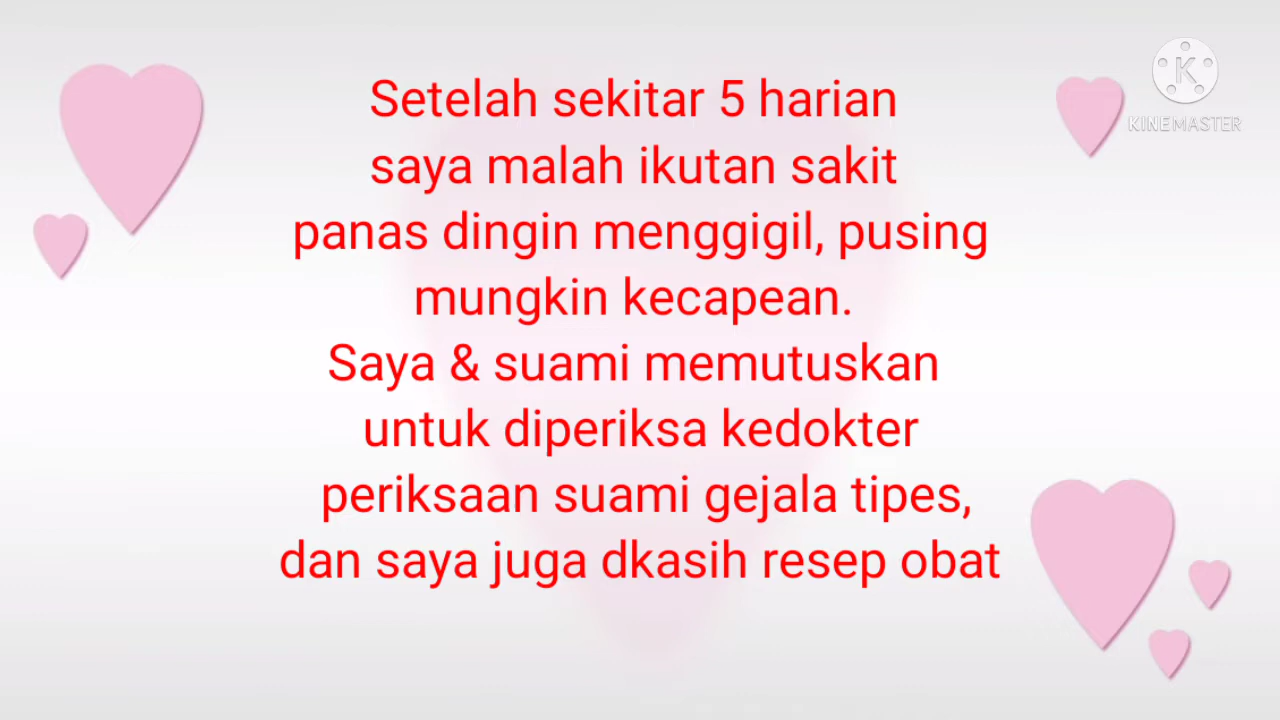 Setelah sekitar 5 harian
saya malah ikutan sakit
panas dingin menggigil, pusing
mungkin kecapean.
Saya & suami memutuskan
untuk diperiksa kedokter
periksaan suami gejala tipes,
dan saya juga dkasih resep obat
K
KINEMASTER